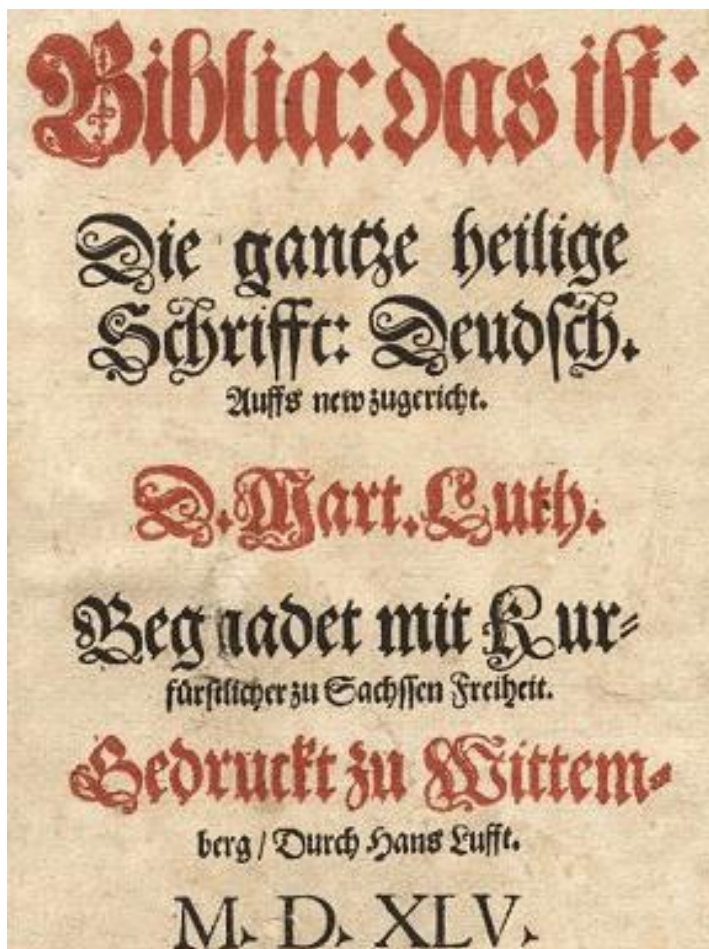 Biblia: das iſt:
Die gantze heilige
Schrifft: Deudſch.
Auffs new zugericht.
D. Mart. Luth.
Begnadet mit Kur⸗
fürſtlicher zu Sachſſen Freiheit.
Gedruckt zu Wittem⸗
berg / Durch Hans Lufft.
M. D. XLV.